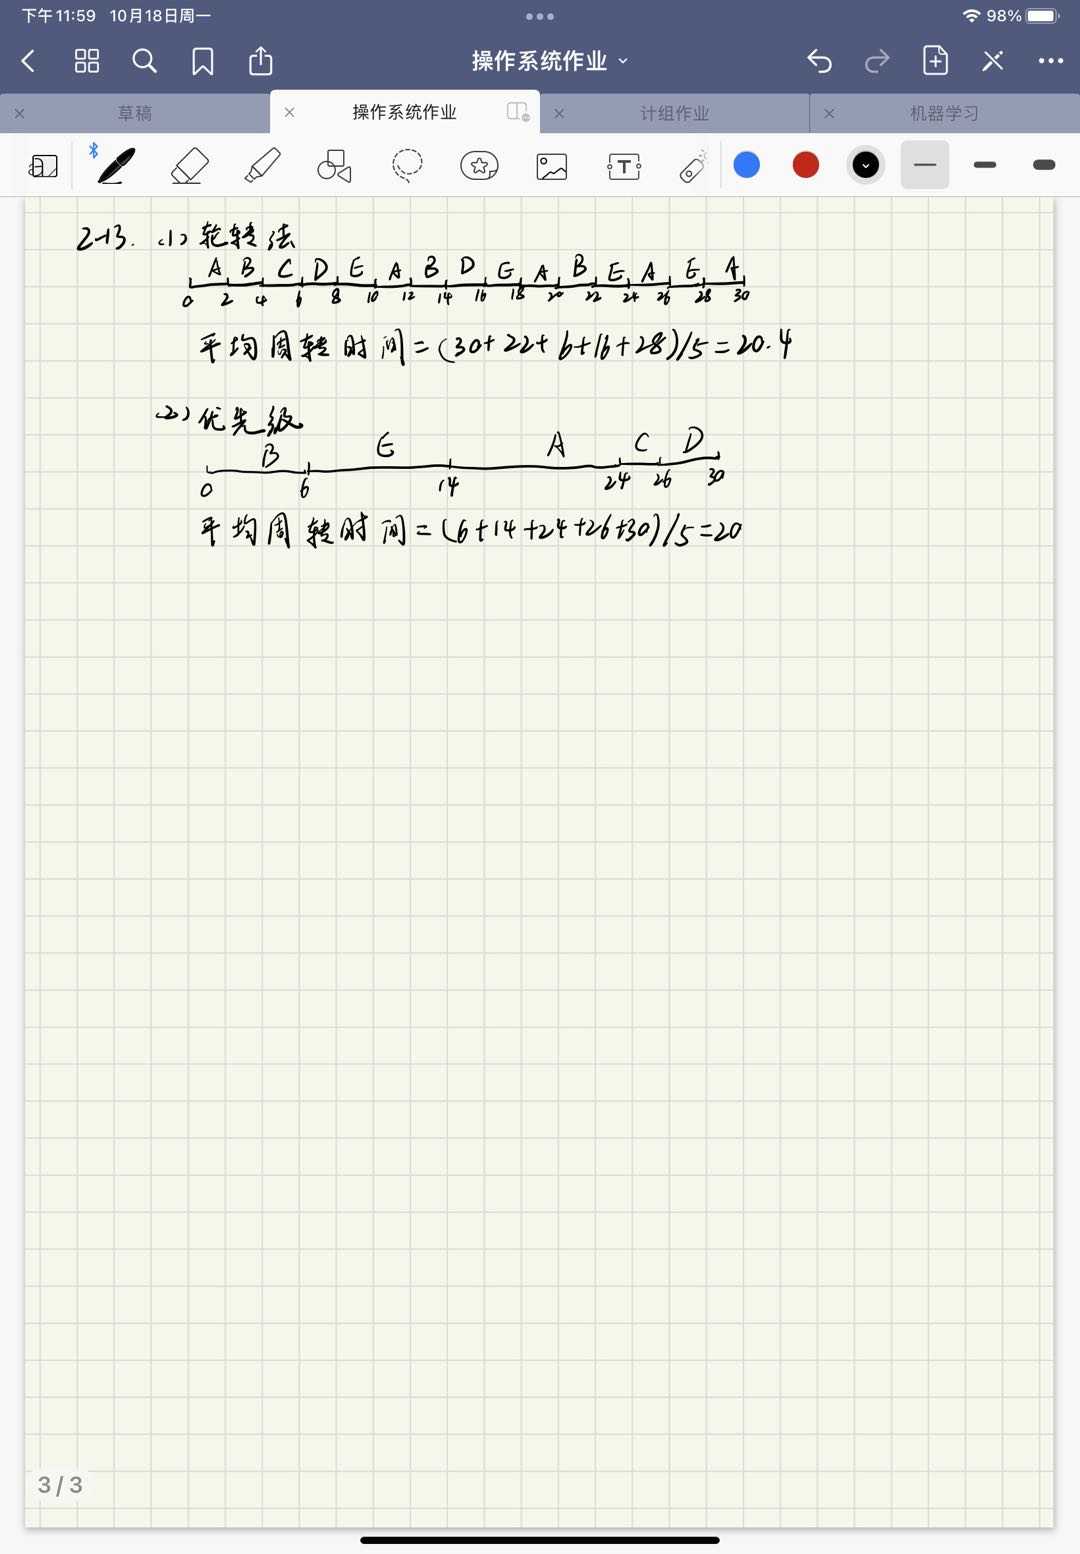 下午11:59 10月18日周一 98%
操作系统作业
草稿 操作系统作业 计组作业 机器学习
2-13. (1) 轮转法
A B C D E A B D E A B E A E A
0 2 4 6 8 10 12 14 16 18 20 22 24 26 28 30
平均周转时间=(30+22+6+16+28)/5=20.4
(2) 优先级
B E A C D
0 6 14 24 26 30
平均周转时间=(6+14+24+26+30)/5=20
3/3